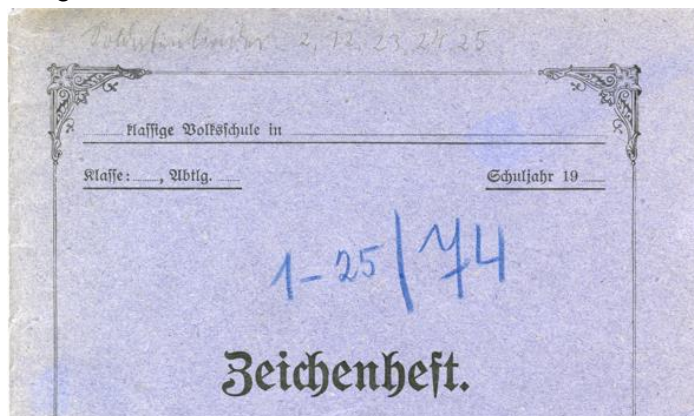 2, 12, 23, 24, 25
klassige Volksschule in
Klasse: , Abtlg.
Schuljahr 19
1-25/74
Zeichenheft.